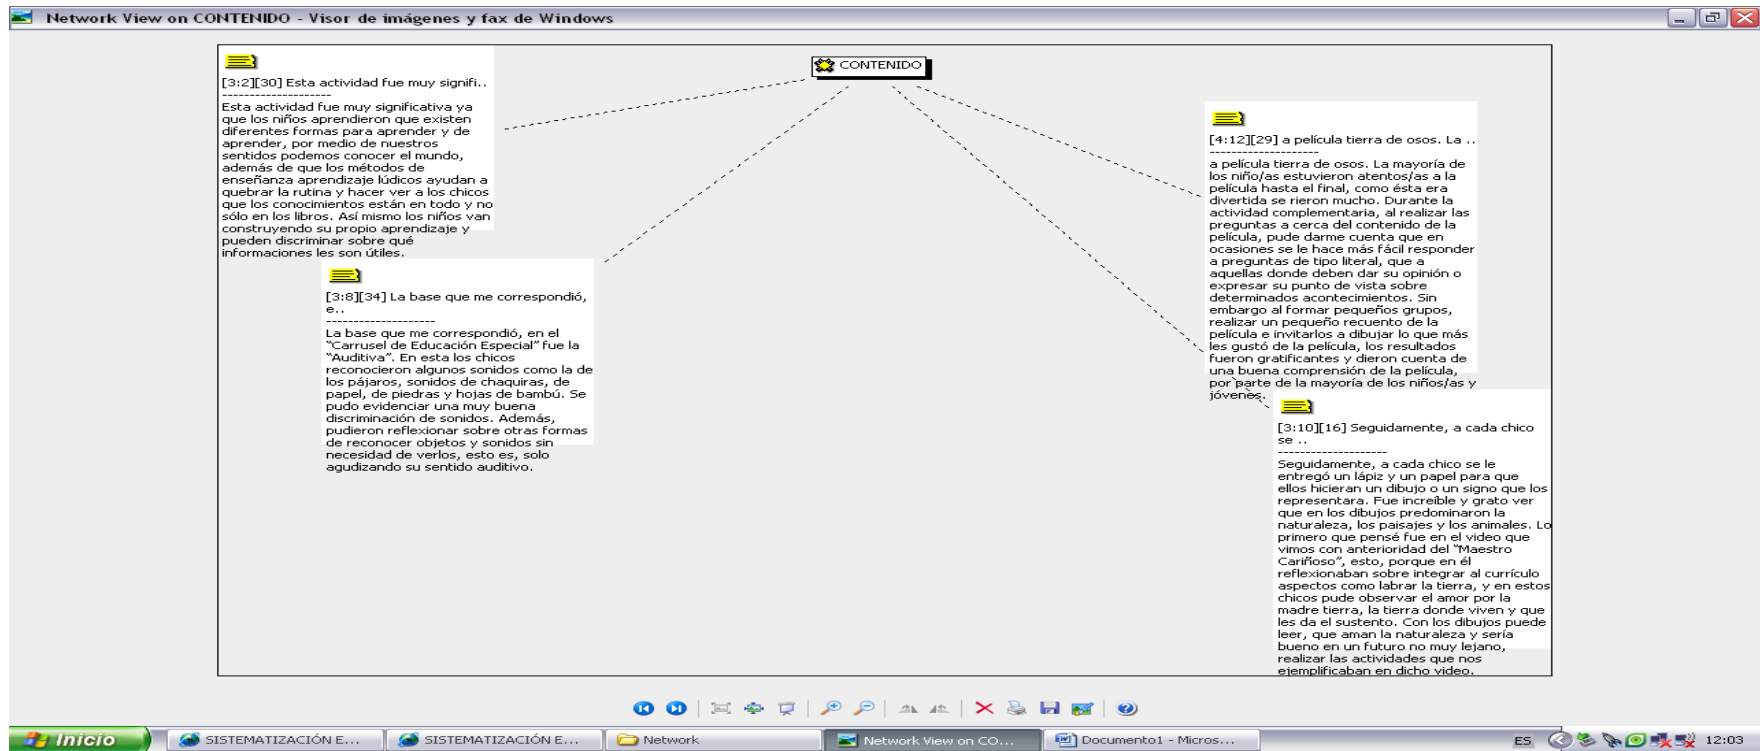 Network View on CONTENIDO - Visor de imágenes y fax de Windows
CONTENIDO
[3:2][30] Esta actividad fue muy signifi..
--------------------
Esta actividad fue muy significativa ya
que los niños aprendieron que existen
diferentes formas para aprender y de
aprender, por medio de nuestros
sentidos podemos conocer el mundo,
además de que los métodos de
enseñanza aprendizaje lúdicos ayudan a
quebrar la rutina y hacer ver a los chicos
que los conocimientos están en todo y no
sólo en los libros. Así mismo los niños van
construyendo su propio aprendizaje y
pueden discriminar sobre qué
informaciones les son útiles.
[3:8][34] La base que me correspondió,
e..
--------------------
La base que me correspondió, en el
"Carrusel de Educación Especial" fue la
"Auditiva". En esta los chicos
reconocieron algunos sonidos como la de
los pájaros, sonidos de chaquiras, de
papel, de piedras y hojas de bambú. Se
pudo evidenciar una muy buena
discriminación de sonidos. Además,
pudieron reflexionar sobre otras formas
de reconocer objetos y sonidos sin
necesidad de verlos, esto es, solo
agudizando su sentido auditivo.
[4:12][29] a película tierra de osos. La ..
--------------------
a película tierra de osos. La mayoría de
los niño/as estuvieron atentos/as a la
película hasta el final, como ésta era
divertida se rieron mucho. Durante la
actividad complementaria, al realizar las
preguntas a cerca del contenido de la
película, pude darme cuenta que en
ocasiones se le hace más fácil responder
a preguntas de tipo literal, que a
aquellas donde deben dar su opinión o
expresar su punto de vista sobre
determinados acontecimientos. Sin
embargo al formar pequeños grupos,
realizar un pequeño recuento de la
película e invitarlos a dibujar lo que más
les gustó de la película, los resultados
fueron gratificantes y dieron cuenta de
una buena comprensión de la película,
por parte de la mayoría de los niños/as y
jóvenes.
[3:10][16] Seguidamente, a cada chico
se ..
--------------------
Seguidamente, a cada chico se le
entregó un lápiz y un papel para que
ellos hicieran un dibujo o un signo que los
representara. Fue increíble y grato ver
que en los dibujos predominaron la
naturaleza, los paisajes y los animales. Lo
primero que pensé fue en el video que
vimos con anterioridad del "Maestro
Cariñoso", esto, porque en él
reflexionaban sobre integrar al currículo
aspectos como labrar la tierra, y en estos
chicos pude observar el amor por la
madre tierra, la tierra donde viven y que
les da el sustento. Con los dibujos puede
leer, que aman la naturaleza y sería
bueno en un futuro no muy lejano,
realizar las actividades que nos
ejemplificaban en dicho video.
Inicio
SISTEMATIZACIÓN E...
SISTEMATIZACIÓN E...
Network
Network View on CO...
Documento1 - Micros...
ES
12:03